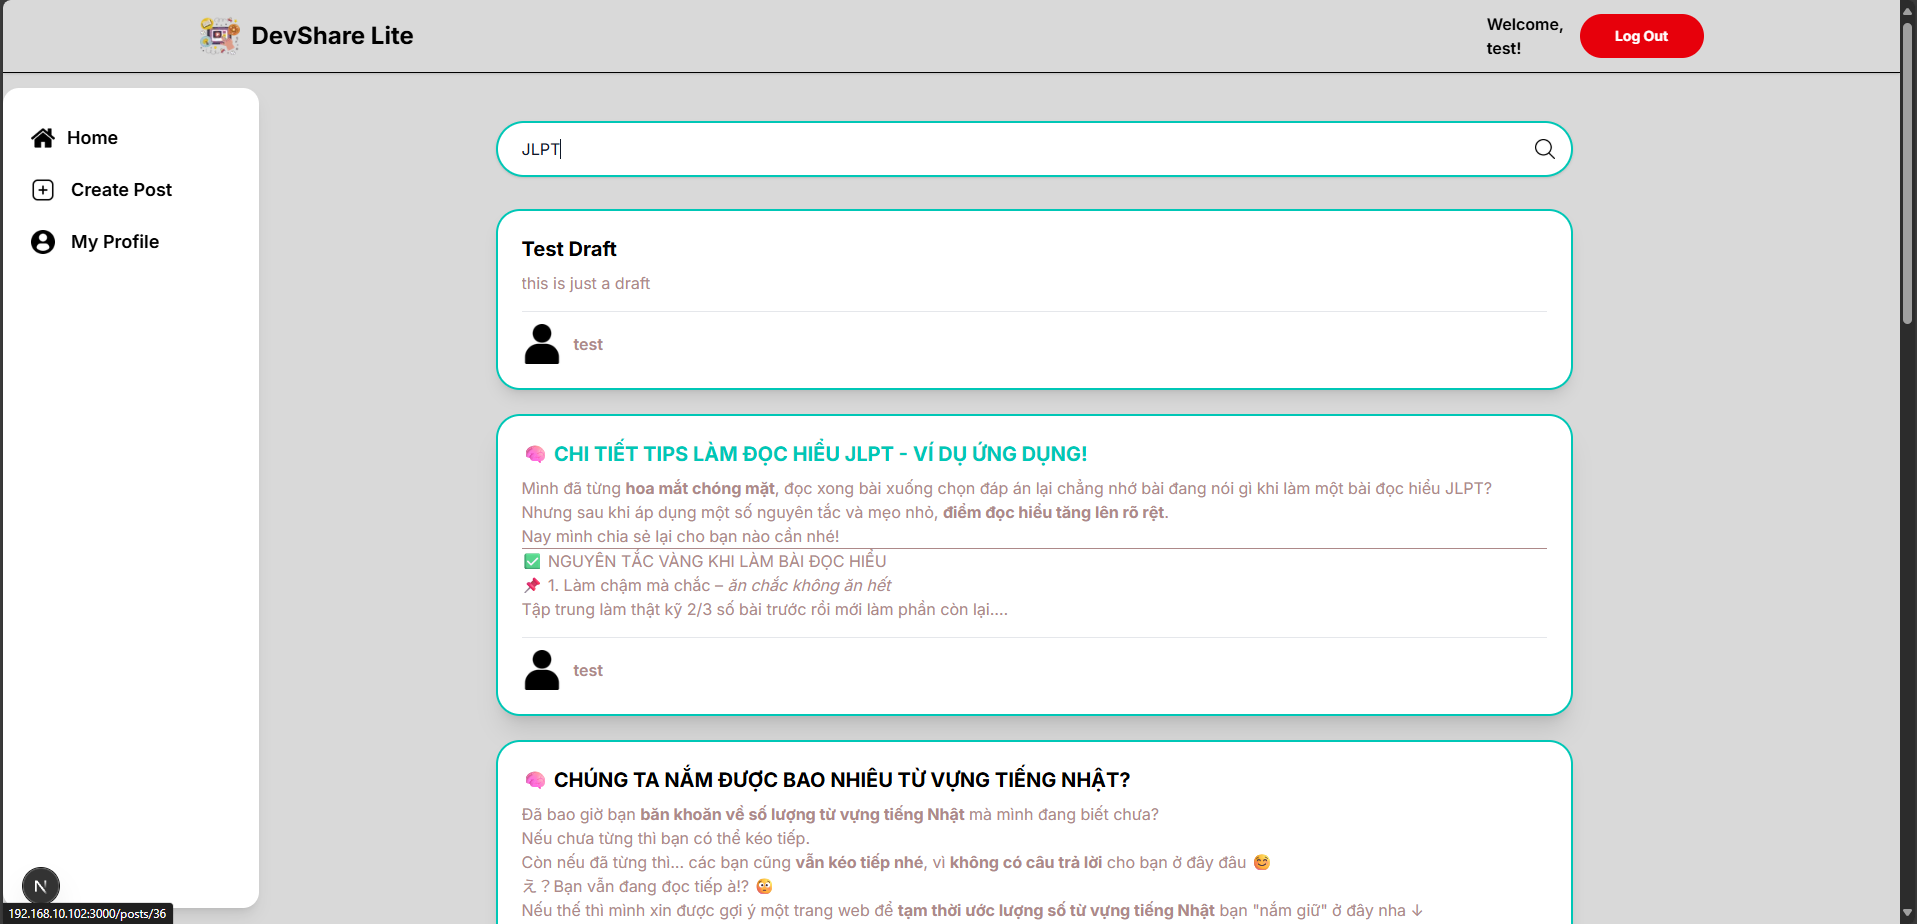 DevShare Lite
Welcome,
test!
Log Out
Home
Create Post
My Profile
JLPT
Test Draft
this is just a draft
test
🧠 CHI TIẾT TIPS LÀM ĐỌC HIỂU JLPT - VÍ DỤ ỨNG DỤNG!
Mình đã từng hoa mắt chóng mặt, đọc xong bài xuống chọn đáp án lại chẳng nhớ bài đang nói gì khi làm một bài đọc hiểu JLPT?
Nhưng sau khi áp dụng một số nguyên tắc và mẹo nhỏ, điểm đọc hiểu tăng lên rõ rệt.
Nay mình chia sẻ lại cho bạn nào cần nhé!
✅ NGUYÊN TẮC VÀNG KHI LÀM BÀI ĐỌC HIỂU
📌 1. Làm chậm mà chắc – ăn chắc không ăn hết
Tập trung làm thật kỹ 2/3 số bài trước rồi mới làm phần còn lại....
test
🧠 CHÚNG TA NẮM ĐƯỢC BAO NHIÊU TỪ VỰNG TIẾNG NHẬT?
Đã bao giờ bạn băn khoăn về số lượng từ vựng tiếng Nhật mà mình đang biết chưa?
Nếu chưa từng thì bạn có thể kéo tiếp.
Còn nếu đã từng thì... các bạn cũng vẫn kéo tiếp nhé, vì không có câu trả lời cho bạn ở đây đâu 😊
え？Bạn vẫn đang đọc tiếp à!? 😳
Nếu thế thì mình xin được gợi ý một trang web để tạm thời ước lượng số từ vựng tiếng Nhật bạn "nắm giữ" ở đây nha ↓
N
192.168.10.102:3000/posts/36